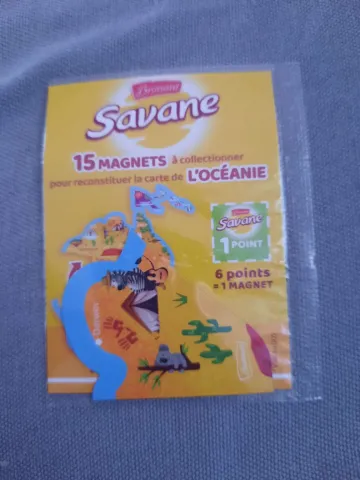 Brossard
Savane
15 MAGNETS à collectionner
pour reconstituer la carte de L'OCÉANIE
Savane
1 POINT
6 points
= 1 MAGNET